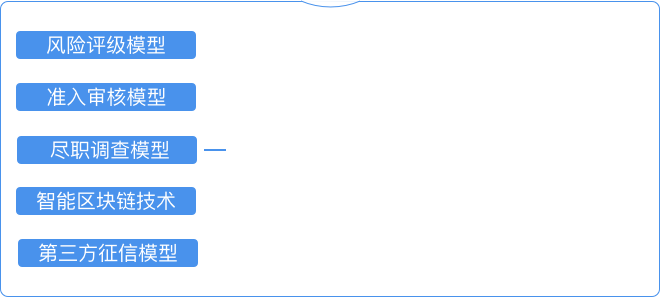 风险评级模型
准入审核模型
尽职调查模型
智能区块链技术
第三方征信模型